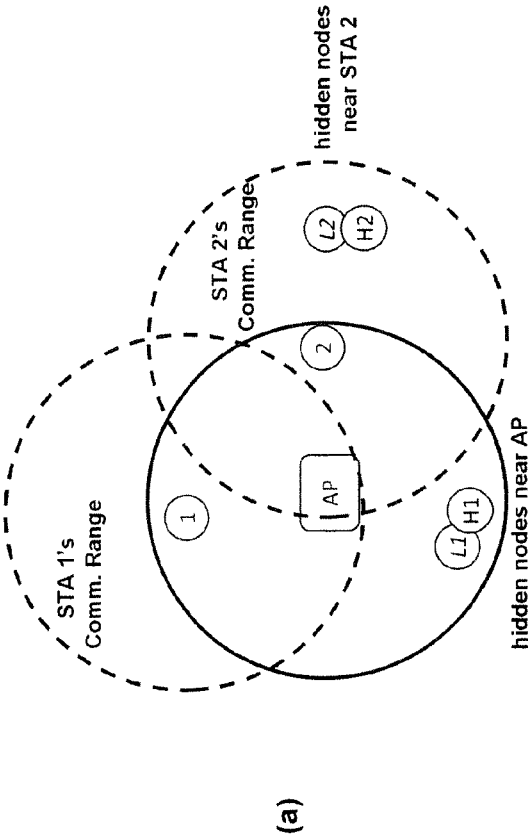 (a)
STA 1's
Comm. Range
STA 2's
Comm. Range
hidden nodes
near STA 2
1
2
AP
L2
H2
L1
H1
hidden nodes near AP